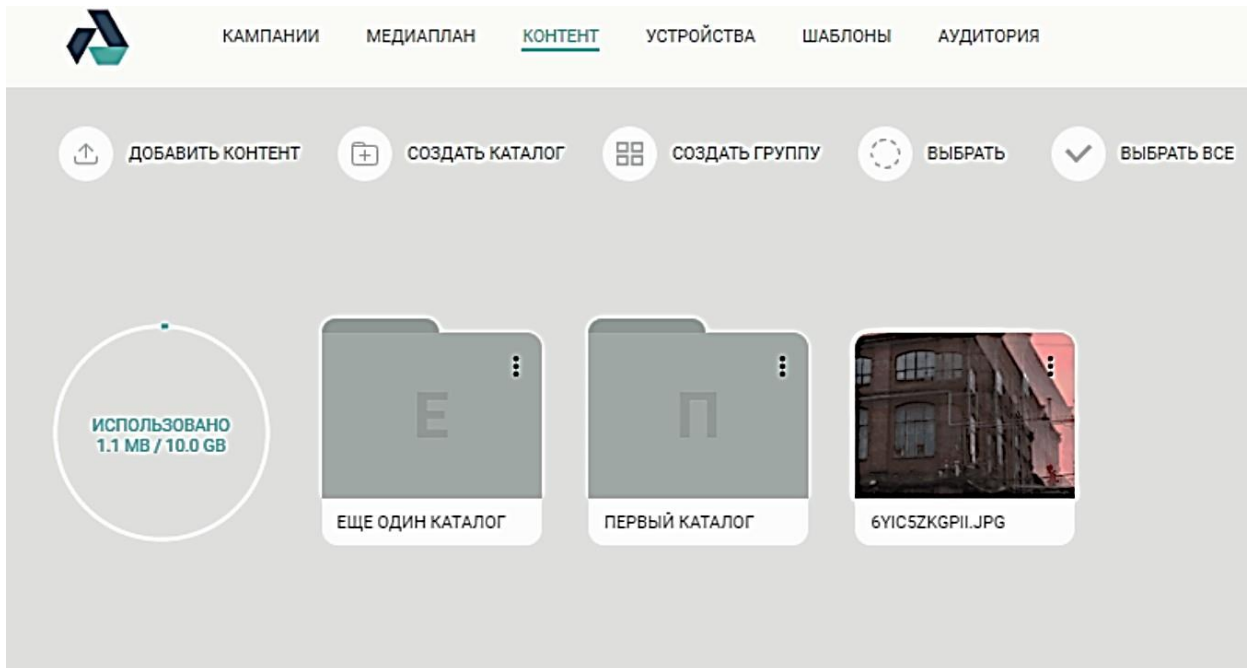 КАМПАНИИ МЕДИАПЛАН КОНТЕНТ УСТРОЙСТВА ШАБЛОНЫ АУДИТОРИЯ
ДОБАВИТЬ КОНТЕНТ СОЗДАТЬ КАТАЛОГ СОЗДАТЬ ГРУППУ ВЫБРАТЬ ВЫБРАТЬ ВСЕ
ИСПОЛЬЗОВАНО
1.1 MB / 10.0 GB
Е
ЕЩЕ ОДИН КАТАЛОГ
П
ПЕРВЫЙ КАТАЛОГ
6YIC5ZKGPII.JPG